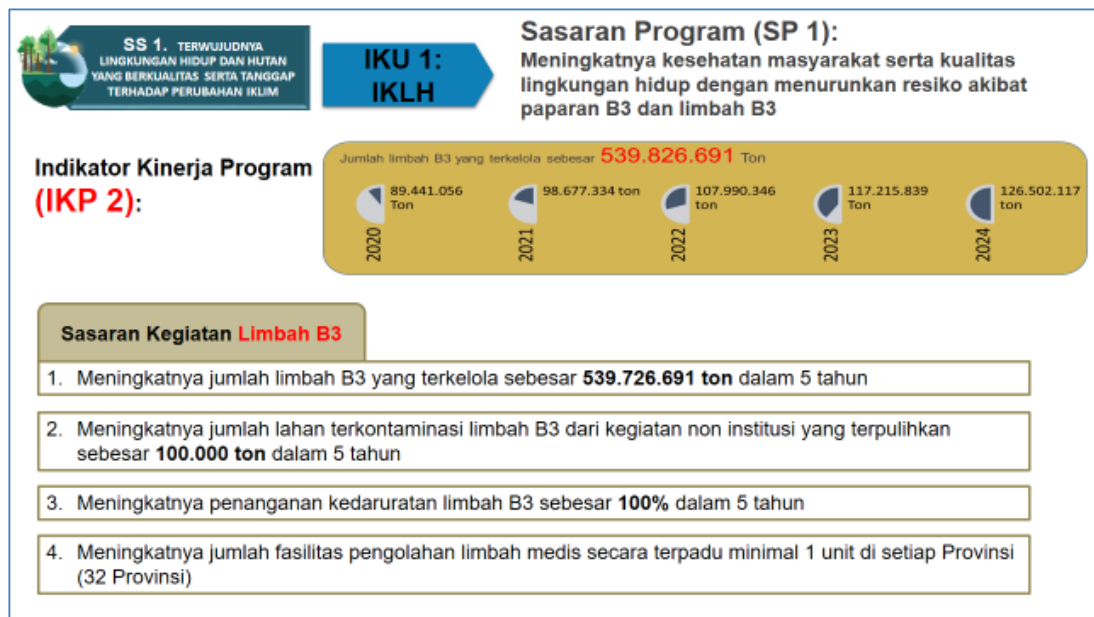 SS 1. TERWUJUDNYA
LINGKUNGAN HIDUP DAN HUTAN
YANG BERKUALITAS SERTA TANGGAP
TERHADAP PERUBAHAN IKLIM
IKU 1:
IKLH
Sasaran Program (SP 1):
Meningkatnya kesehatan masyarakat serta kualitas
lingkungan hidup dengan menurunkan resiko akibat
paparan B3 dan limbah B3
Indikator Kinerja Program
(IKP 2):
Jumlah limbah B3 yang terkelola sebesar 539.826.691 Ton
89.441.056
Ton
2020
98.677.334 ton
2021
107.990.346
ton
2022
117.215.839
Ton
2023
126.502.117
ton
2024
Sasaran Kegiatan Limbah B3
1. Meningkatnya jumlah limbah B3 yang terkelola sebesar 539.726.691 ton dalam 5 tahun
2. Meningkatnya jumlah lahan terkontaminasi limbah B3 dari kegiatan non institusi yang terpulihkan
sebesar 100.000 ton dalam 5 tahun
3. Meningkatnya penanganan kedaruratan limbah B3 sebesar 100% dalam 5 tahun
4. Meningkatnya jumlah fasilitas pengolahan limbah medis secara terpadu minimal 1 unit di setiap Provinsi
(32 Provinsi)